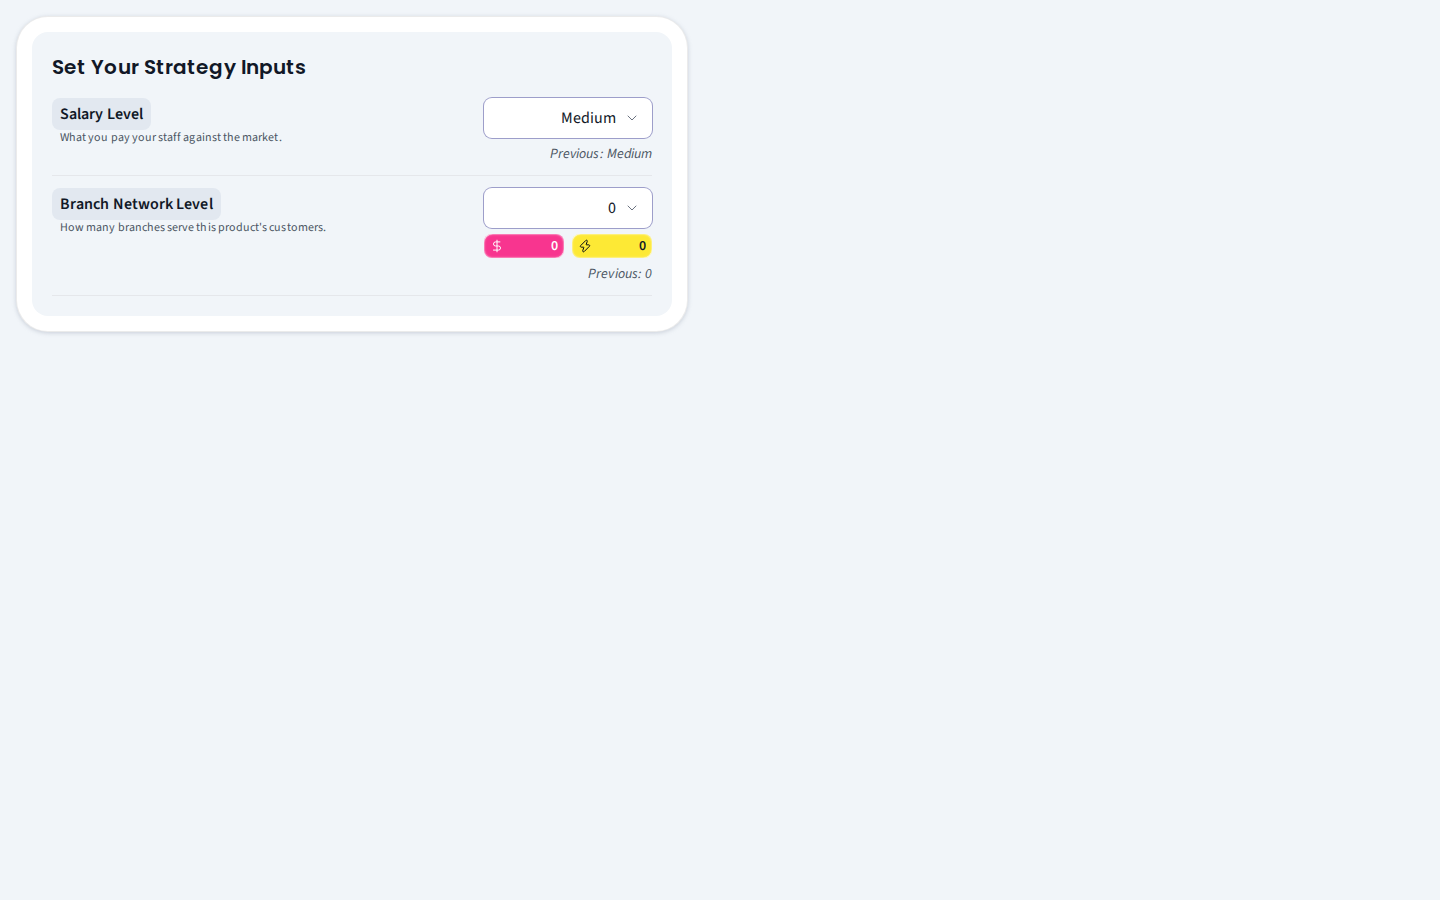 Set Your Strategy Inputs
Salary Level
What you pay your staff against the market.
Medium
Previous: Medium
Branch Network Level
How many branches serve this product's customers.
0
$ 0
0
Previous: 0